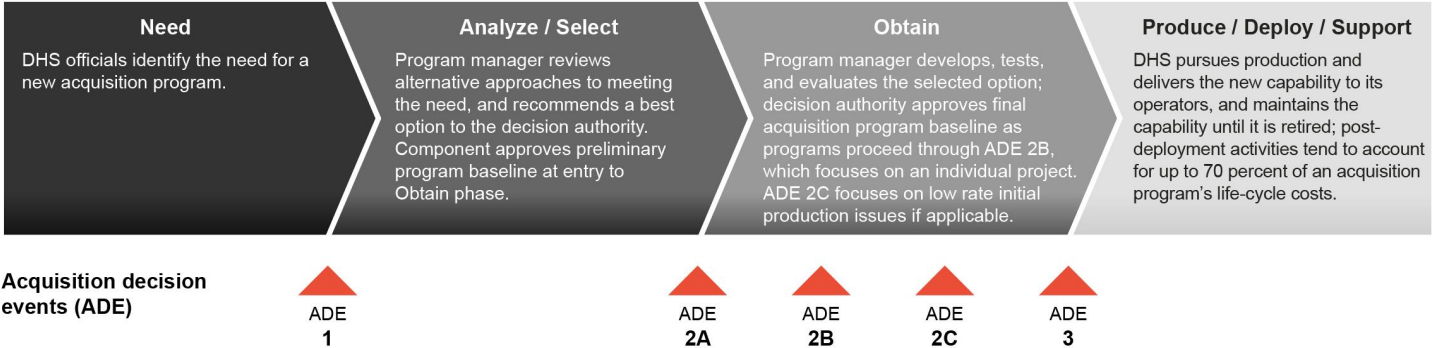 Need
DHS officials identify the need for a
new acquisition program.
Analyze / Select
Program manager reviews
alternative approaches to meeting
the need, and recommends a best
option to the decision authority.
Component approves preliminary
program baseline at entry to
Obtain phase.
Obtain
Program manager develops, tests,
and evaluates the selected option;
decision authority approves final
acquisition program baseline as
programs proceed through ADE 2B,
which focuses on an individual project.
ADE 2C focuses on low rate initial
production issues if applicable.
Produce / Deploy / Support
DHS pursues production and
delivers the new capability to its
operators, and maintains the
capability until it is retired; post-
deployment activities tend to account
for up to 70 percent of an acquisition
program’s life-cycle costs.
Acquisition decision
events (ADE)
ADE
1
ADE
2A
ADE
2B
ADE
2C
ADE
3